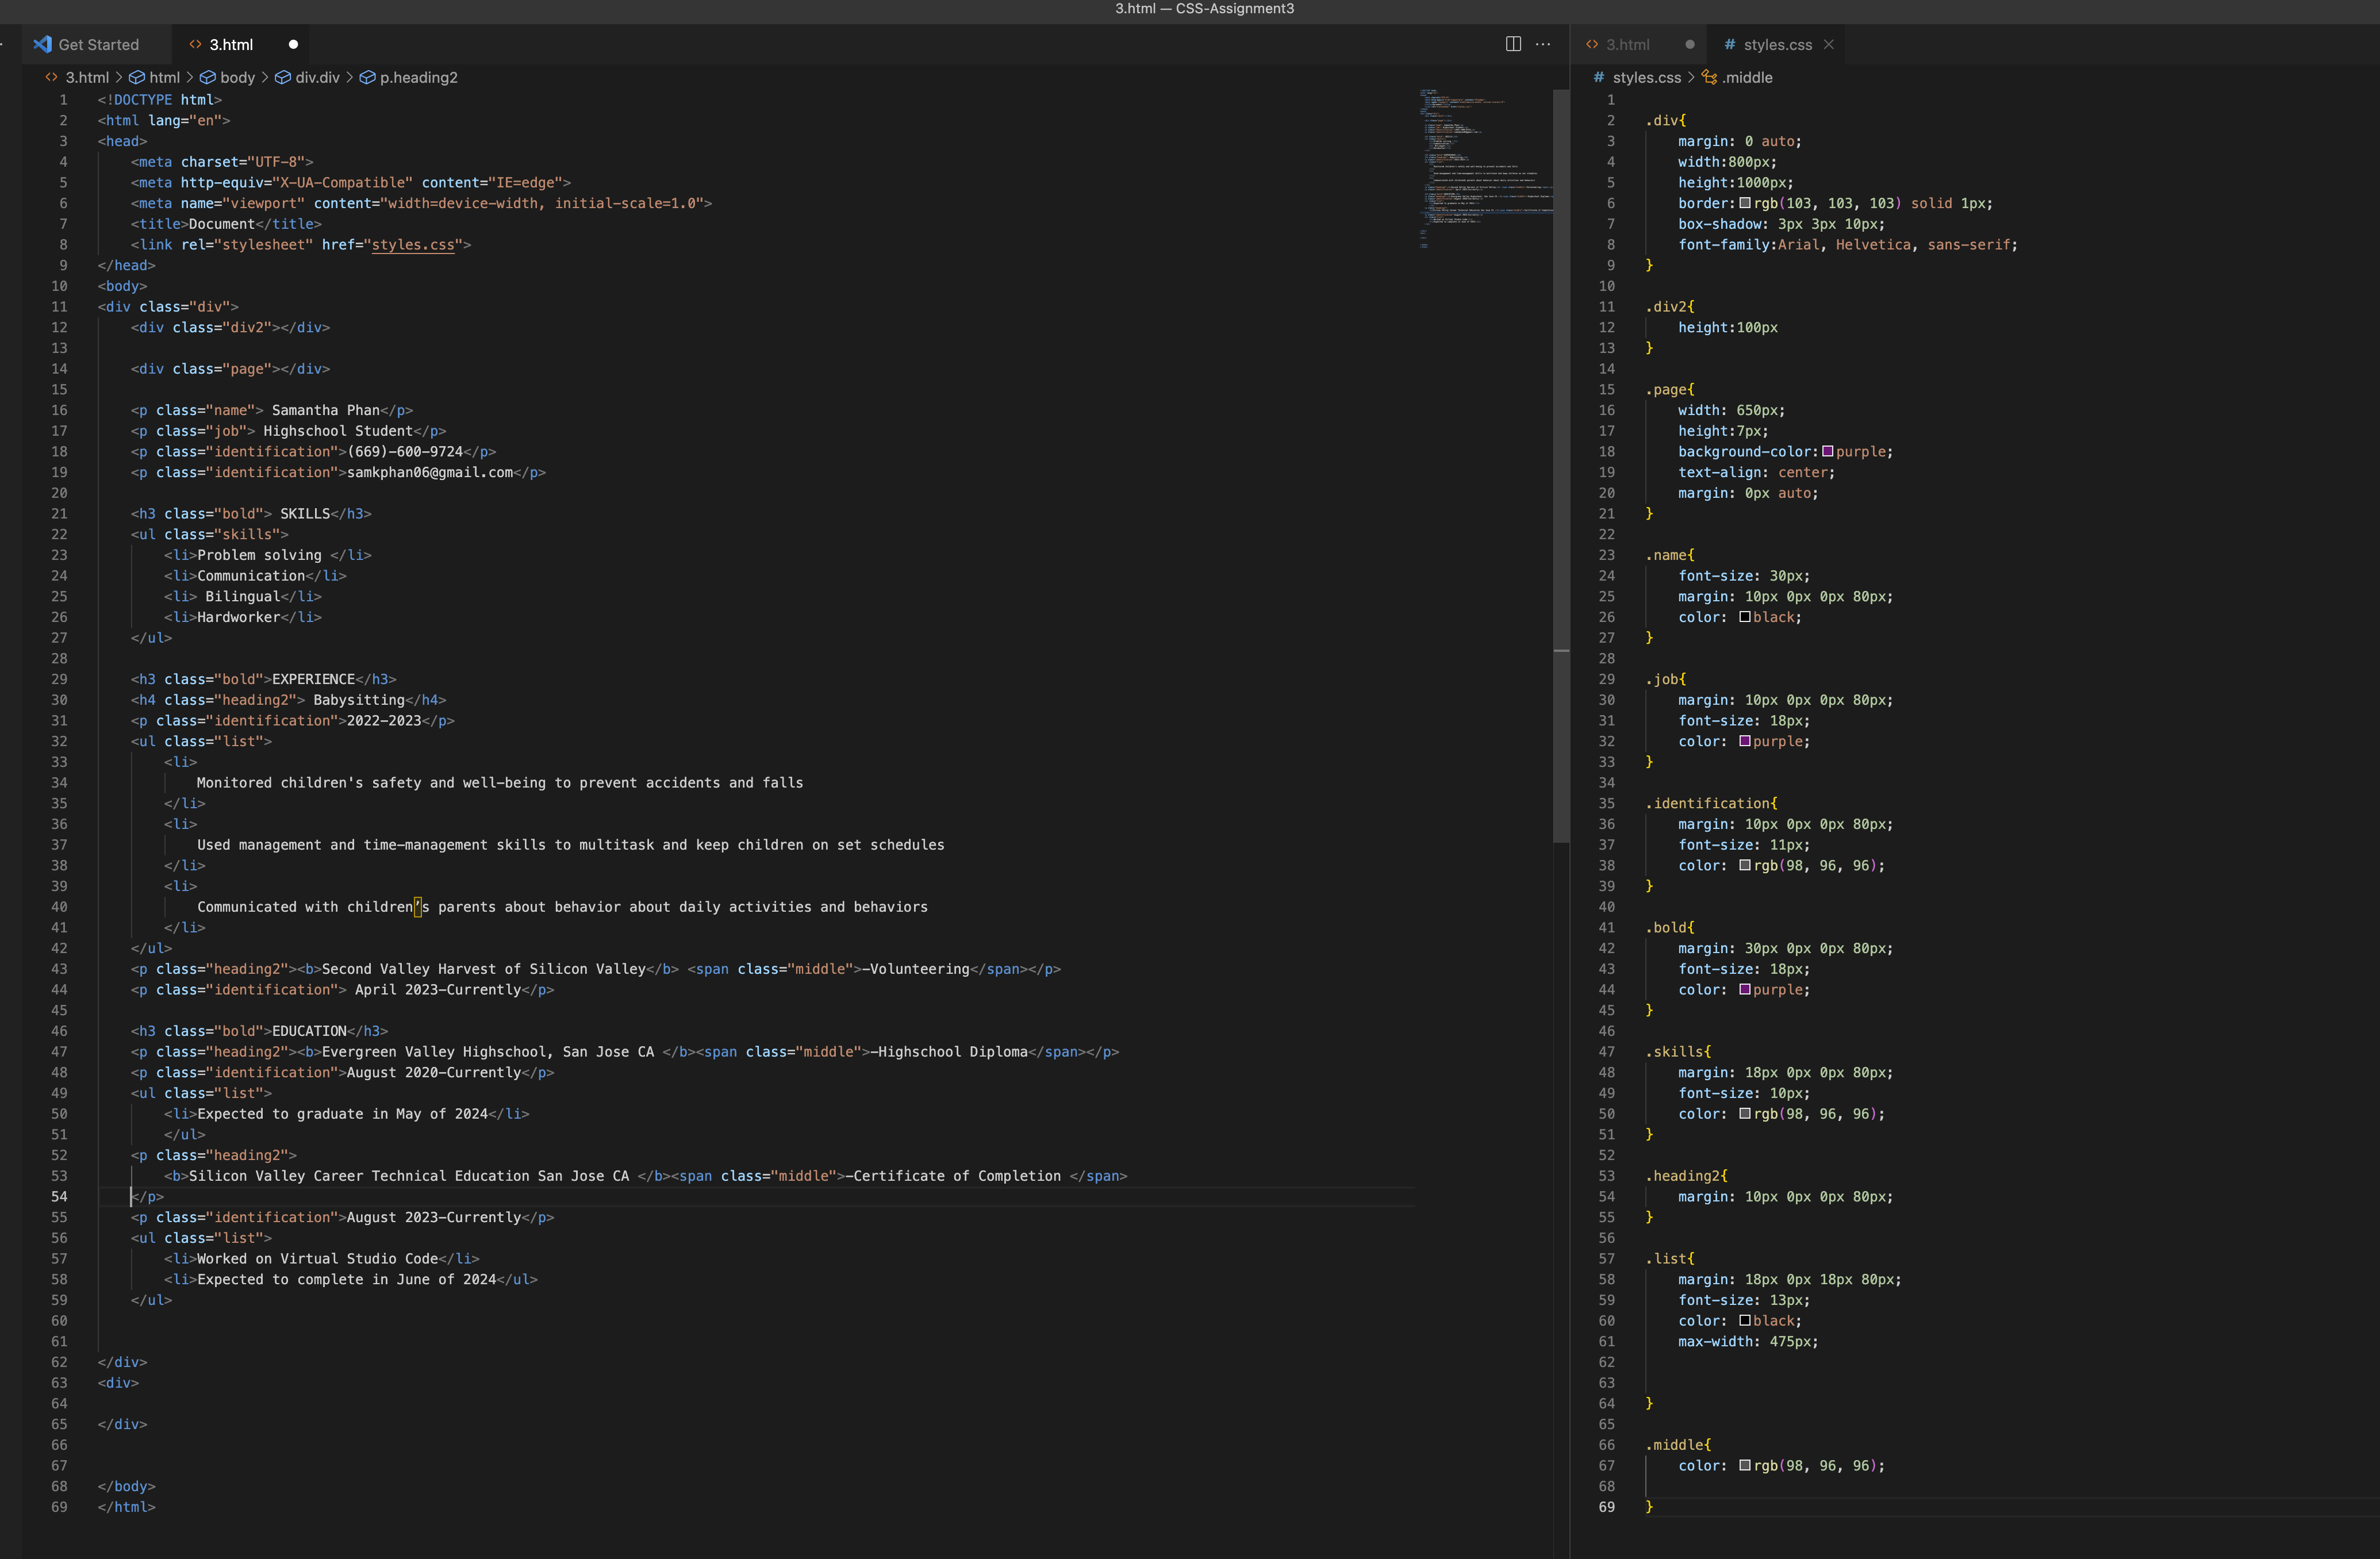 3.html — CSS-Assignment3
Get Started
3.html
3.html
styles.css
3.html > html > body > div.div > p.heading2
styles.css > .middle
1
2
3
4
5
6
7
8
9
10
11
12
13
14
15
16
17
18
19
20
21
22
23
24
25
26
27
28
29
30
31
32
33
34
35
36
37
38
39
40
41
42
43
44
45
46
47
48
49
50
51
52
53
54
55
56
57
58
59
60
61
62
63
64
65
66
67
68
69
<!DOCTYPE html>
<html lang="en">
<head>
<meta charset="UTF-8">
<meta http-equiv="X-UA-Compatible" content="IE=edge">
<meta name="viewport" content="width=device-width, initial-scale=1.0">
<title>Document</title>
<link rel="stylesheet" href="styles.css">
</head>
<body>
<div class="div">
<div class="div2"></div>
<div class="page"></div>
<p class="name"> Samantha Phan</p>
<p class="job"> Highschool Student</p>
<p class="identification">(669)-600-9724</p>
<p class="identification">samkphan06@gmail.com</p>
<h3 class="bold"> SKILLS</h3>
<ul class="skills">
<li>Problem solving </li>
<li>Communication</li>
<li> Bilingual</li>
<li>Hardworker</li>
</ul>
<h3 class="bold">EXPERIENCE</h3>
<h4 class="heading2"> Babysitting</h4>
<p class="identification">2022-2023</p>
<ul class="list">
<li>
Monitored children's safety and well-being to prevent accidents and falls
</li>
<li>
Used management and time-management skills to multitask and keep children on set schedules
</li>
<li>
Communicated with children’s parents about behavior about daily activities and behaviors
</li>
</ul>
<p class="heading2"><b>Second Valley Harvest of Silicon Valley</b> <span class="middle">-Volunteering</span></p>
<p class="identification"> April 2023-Currently</p>
<h3 class="bold">EDUCATION</h3>
<p class="heading2"><b>Evergreen Valley Highschool, San Jose CA </b><span class="middle">-Highschool Diploma</span></p>
<p class="identification">August 2020-Currently</p>
<ul class="list">
<li>Expected to graduate in May of 2024</li>
</ul>
<p class="heading2">
<b>Silicon Valley Career Technical Education San Jose CA </b><span class="middle">-Certificate of Completion </span>
</p>
<p class="identification">August 2023-Currently</p>
<ul class="list">
<li>Worked on Virtual Studio Code</li>
<li>Expected to complete in June of 2024</ul>
</ul>
</div>
<div>
</div>
</body>
</html>
1
2
3
4
5
6
7
8
9
10
11
12
13
14
15
16
17
18
19
20
21
22
23
24
25
26
27
28
29
30
31
32
33
34
35
36
37
38
39
40
41
42
43
44
45
46
47
48
49
50
51
52
53
54
55
56
57
58
59
60
61
62
63
64
65
66
67
68
69
.div{
margin: 0 auto;
width:800px;
height:1000px;
border:rgb(103, 103, 103) solid 1px;
box-shadow: 3px 3px 10px;
font-family:Arial, Helvetica, sans-serif;
}
.div2{
height:100px
}
.page{
width: 650px;
height:7px;
background-color:purple;
text-align: center;
margin: 0px auto;
}
.name{
font-size: 30px;
margin: 10px 0px 0px 80px;
color: black;
}
.job{
margin: 10px 0px 0px 80px;
font-size: 18px;
color: purple;
}
.identification{
margin: 10px 0px 0px 80px;
font-size: 11px;
color: rgb(98, 96, 96);
}
.bold{
margin: 30px 0px 0px 80px;
font-size: 18px;
color: purple;
}
.skills{
margin: 18px 0px 0px 80px;
font-size: 10px;
color: rgb(98, 96, 96);
}
.heading2{
margin: 10px 0px 0px 80px;
}
.list{
margin: 18px 0px 18px 80px;
font-size: 13px;
color: black;
max-width: 475px;
}
.middle{
color: rgb(98, 96, 96);
}